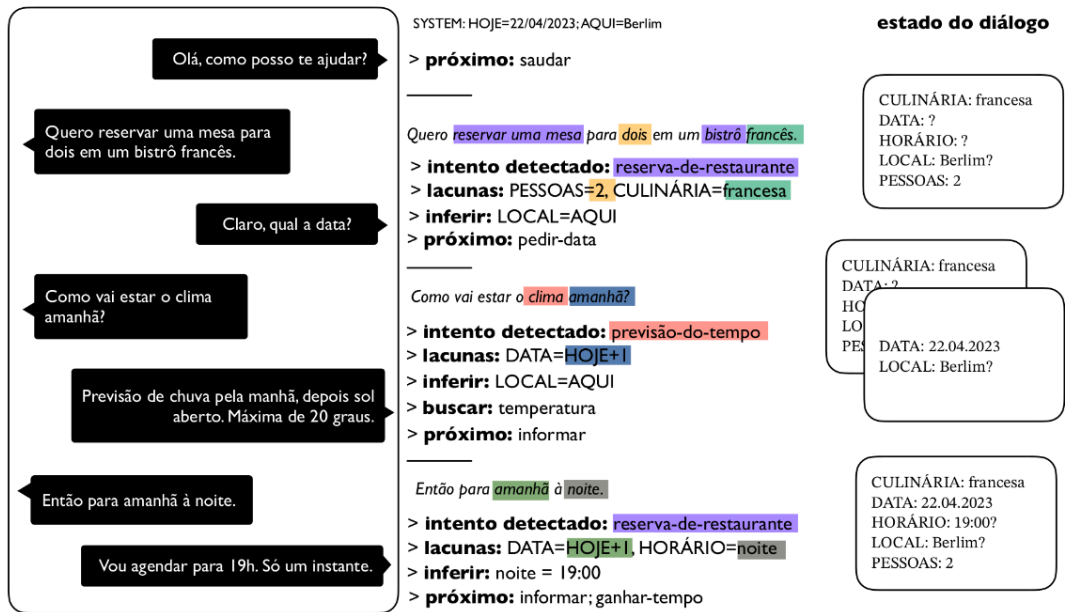 SYSTEM: HOJE=22/04/2023; AQUI=Berlim
estado do diálogo
Olá, como posso te ajudar?
> próximo: saudar
Quero reservar uma mesa para
dois em um bistrô francês.
Quero reservar uma mesa para dois em um bistrô francês.
> intento detectado: reserva-de-restaurante
> lacunas: PESSOAS=2, CULINÁRIA=francesa
> inferir: LOCAL=AQUI
> próximo: pedir-data
CULINÁRIA: francesa
DATA: ?
HORÁRIO: ?
LOCAL: Berlim?
PESSOAS: 2
Claro, qual a data?
Como vai estar o clima
amanhã?
Como vai estar o clima amanhã?
> intento detectado: previsão-do-tempo
> lacunas: DATA=HOJE+1
> inferir: LOCAL=AQUI
> buscar: temperatura
> próximo: informar
CULINÁRIA: francesa
DATA: ?
HO
LO
PES
DATA: 22.04.2023
LOCAL: Berlim?
Previsão de chuva pela manhã, depois sol
aberto. Máxima de 20 graus.
Então para amanhã à noite.
Então para amanhã à noite.
> intento detectado: reserva-de-restaurante
> lacunas: DATA=HOJE+1, HORÁRIO=noite
> inferir: noite = 19:00
> próximo: informar; ganhar-tempo
CULINÁRIA: francesa
DATA: 22.04.2023
HORÁRIO: 19:00?
LOCAL: Berlim?
PESSOAS: 2
Vou agendar para 19h. Só um instante.